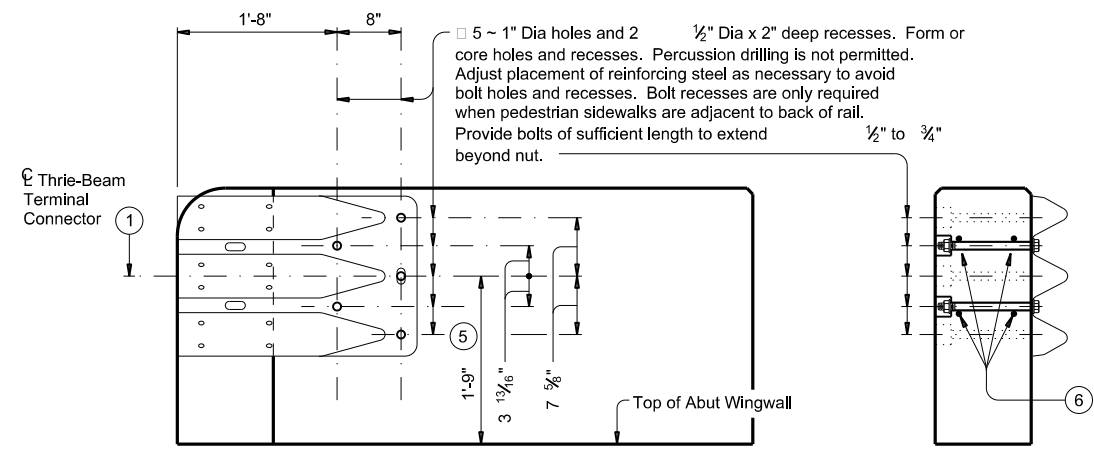 1'-8"
8"
□ 5 ~ 1" Dia holes and 2 ½" Dia x 2" deep recesses. Form or
core holes and recesses. Percussion drilling is not permitted.
Adjust placement of reinforcing steel as necessary to avoid
bolt holes and recesses. Bolt recesses are only required
when pedestrian sidewalks are adjacent to back of rail.
Provide bolts of sufficient length to extend ½" to ¾"
beyond nut.
℄ Thrie-Beam
Terminal
Connector
1
5
1'-9"
3 13/16"
7 5/8"
Top of Abut Wingwall
6